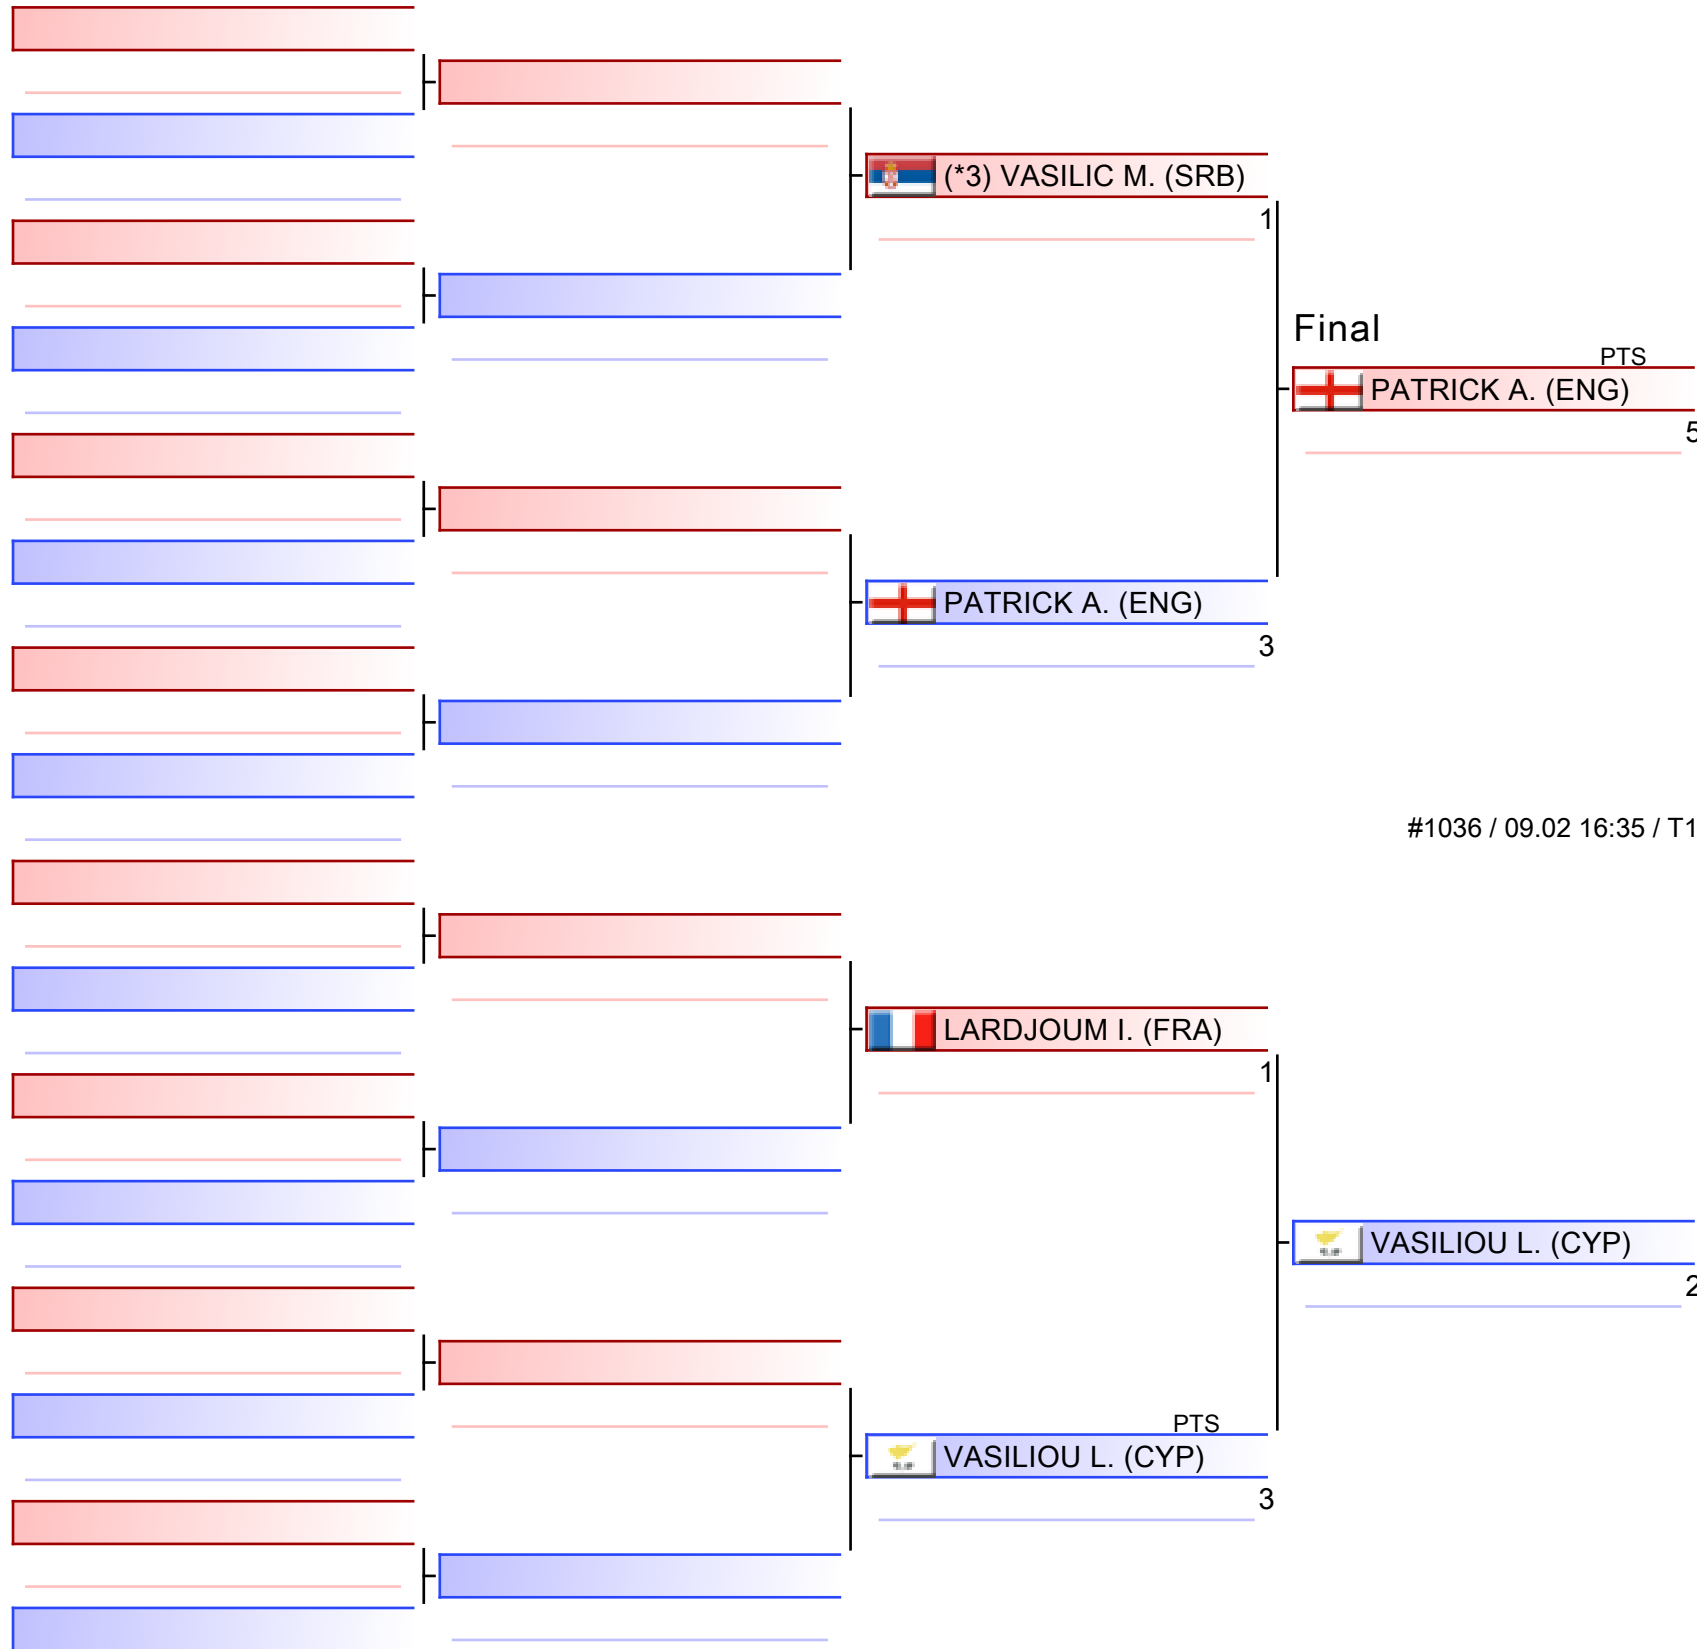 (*3) VASILIC M. (SRB)
1
Final
PTS
PATRICK A. (ENG)
5
PATRICK A. (ENG)
3
#1036 / 09.02 16:35 / T1
LARDJOUM I. (FRA)
1
VASILIOU L. (CYP)
2
PTS
VASILIOU L. (CYP)
3